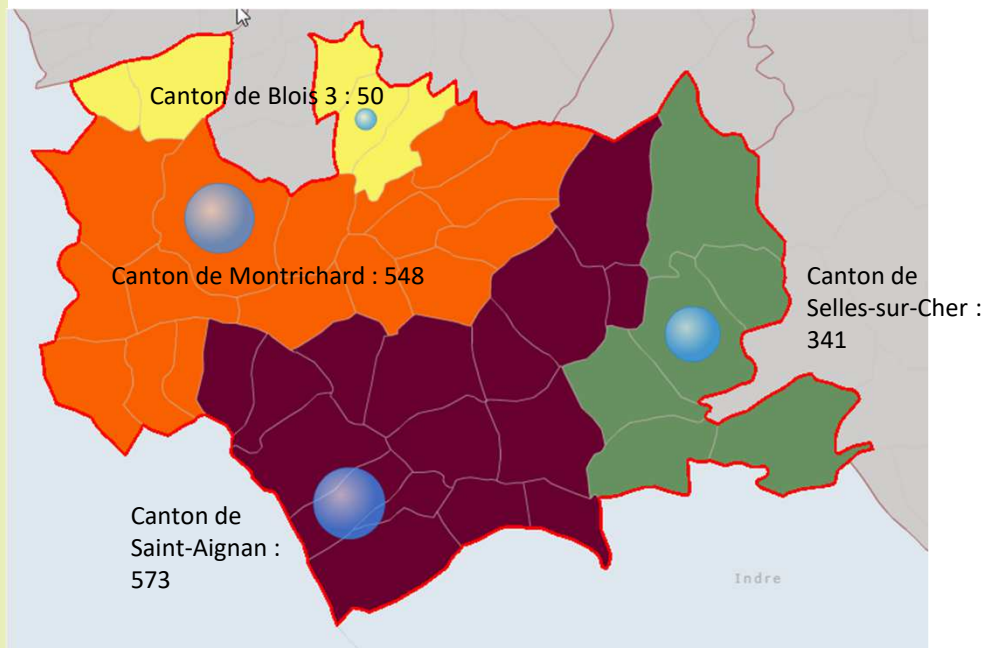 Canton de Blois 3 : 50
Canton de Montrichard : 548
Canton de
Selles-sur-Cher :
341
Canton de
Saint-Aignan :
573
Indre